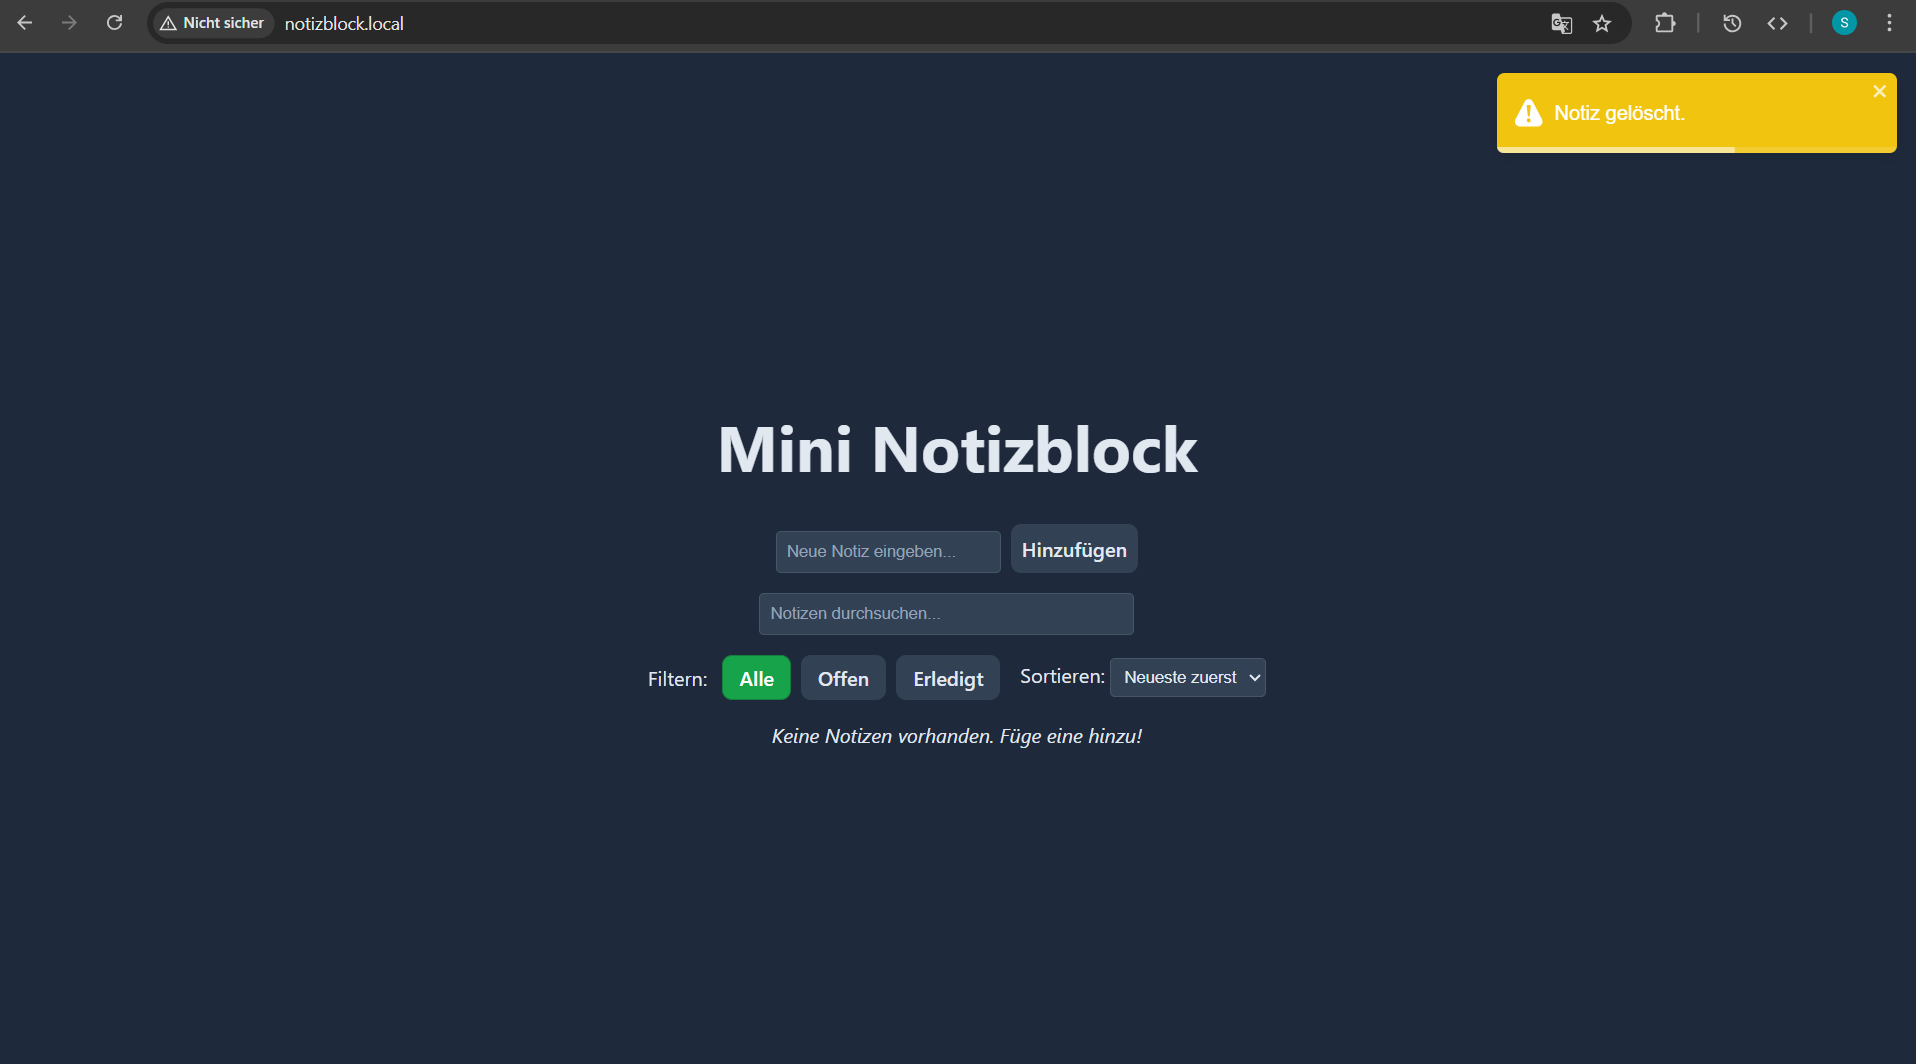 Nicht sicher notizblock.local S
Notiz gelöscht.
Mini Notizblock
Neue Notiz eingeben... Hinzufügen
Notizen durchsuchen...
Filtern: Alle Offen Erledigt Sortieren: Neueste zuerst
Keine Notizen vorhanden. Füge eine hinzu!